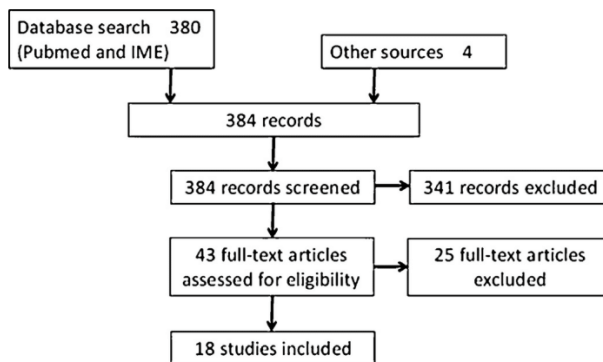 Database search 380
(Pubmed and IME)
Other sources 4
384 records
384 records screened
341 records excluded
43 full-text articles
assessed for eligibility
25 full-text articles
excluded
18 studies included